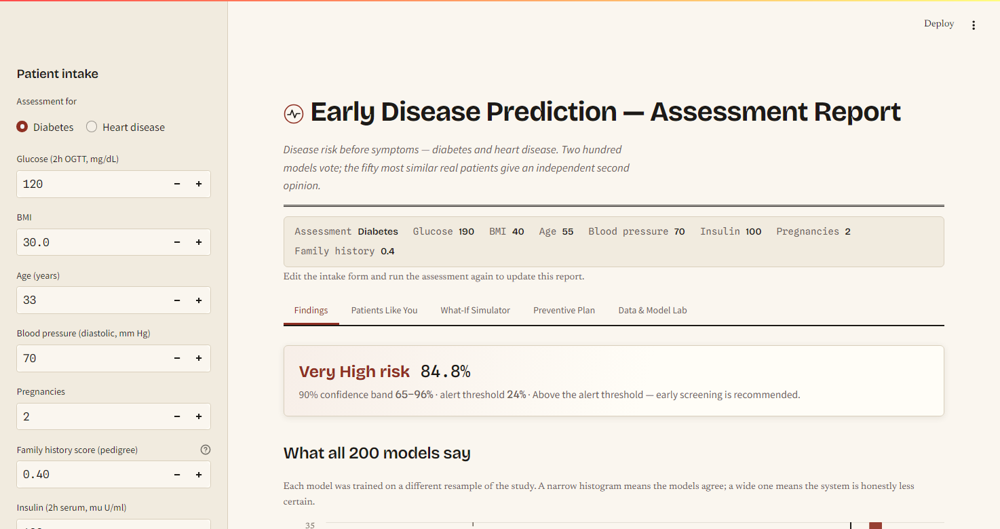 Deploy
Patient intake
Assessment for
Diabetes Heart disease
Glucose (2h OGTT, mg/dL)
120
BMI
30.0
Age (years)
33
Blood pressure (diastolic, mm Hg)
70
Pregnancies
2
Family history score (pedigree)
0.40
Insulin (2h serum, mu U/ml)
Early Disease Prediction — Assessment Report
Disease risk before symptoms — diabetes and heart disease. Two hundred
models vote; the fifty most similar real patients give an independent second
opinion.
Assessment Diabetes Glucose 190 BMI 40 Age 55 Blood pressure 70 Insulin 100 Pregnancies 2
Family history 0.4
Edit the intake form and run the assessment again to update this report.
Findings Patients Like You What-If Simulator Preventive Plan Data & Model Lab
Very High risk 84.8%
90% confidence band 65–96% · alert threshold 24% · Above the alert threshold — early screening is recommended.
What all 200 models say
Each model was trained on a different resample of the study. A narrow histogram means the models agree; a wide one means the system is honestly less
certain.
35